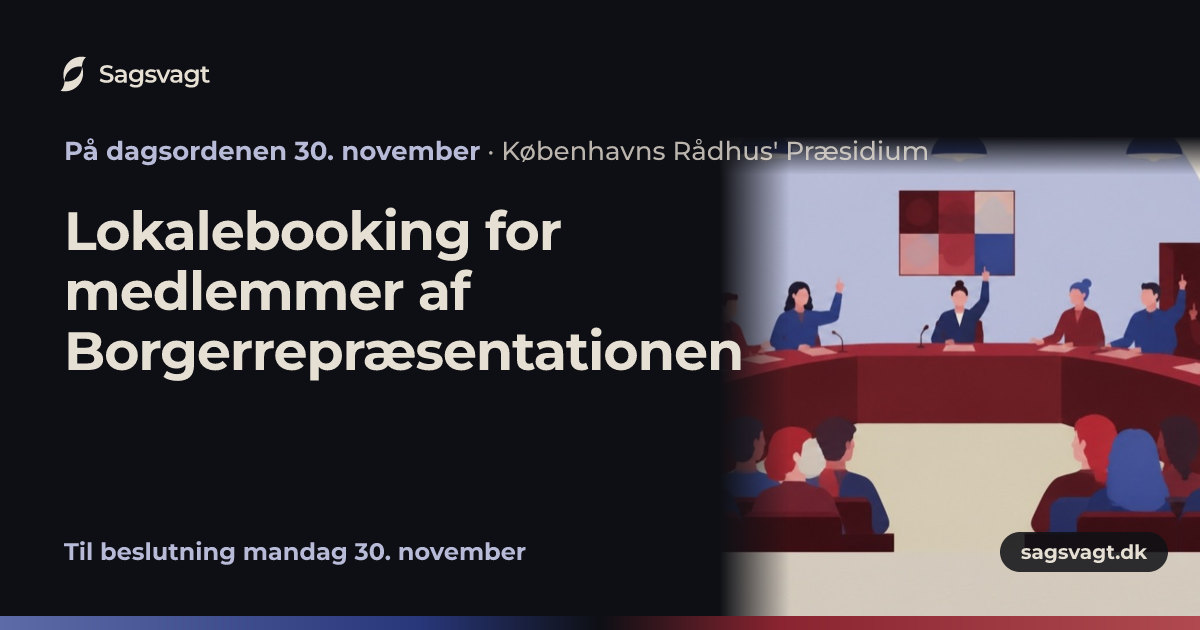 Sagsvagt
På dagsordenen 30. november · Københavns Rådhus' Præsidium
Lokalebooking for
medlemmer af
Borgerrepræsentationen
Til beslutning mandag 30. november
sagsvagt.dk